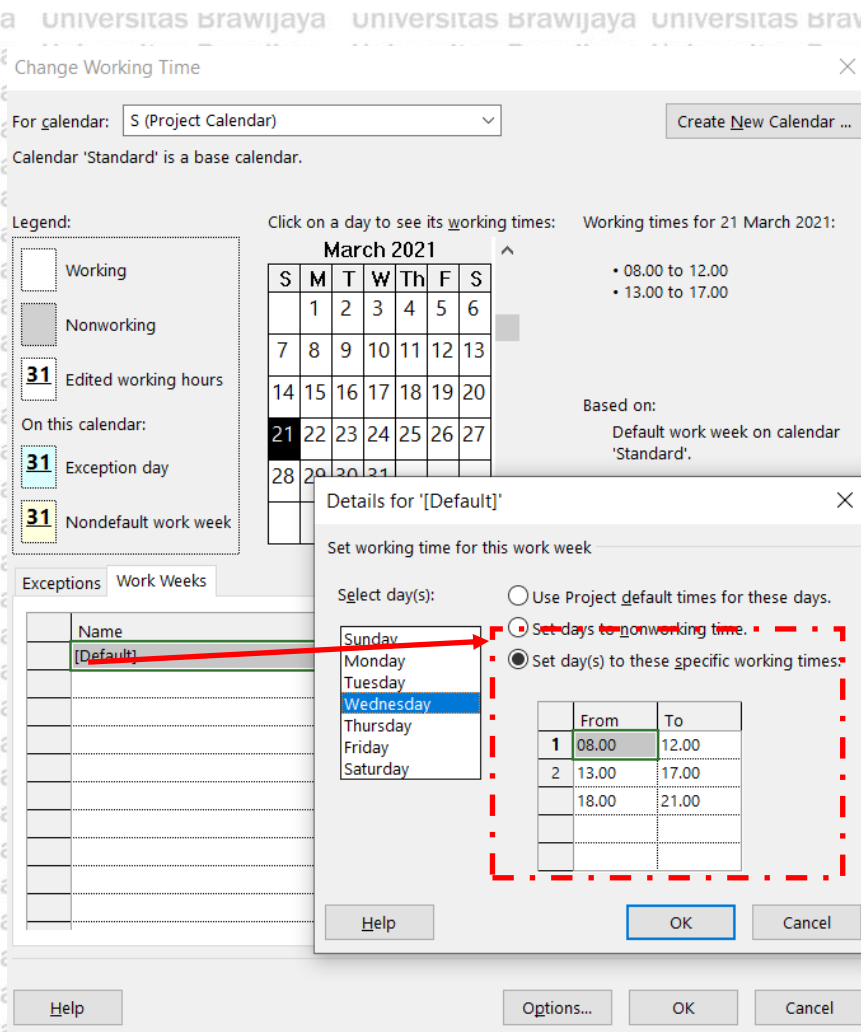 a Universitas Brawijaya Universitas Brawijaya Universitas Braw
Change Working Time
For calendar: S (Project Calendar)
Create New Calendar ...
Calendar 'Standard' is a base calendar.
Legend:
Working
Nonworking
31 Edited working hours
On this calendar:
31 Exception day
31 Nondefault work week
Click on a day to see its working times:
March 2021
S M T W Th F S
1 2 3 4 5 6
7 8 9 10 11 12 13
14 15 16 17 18 19 20
21 22 23 24 25 26 27
28 29 30 31
Working times for 21 March 2021:
• 08.00 to 12.00
• 13.00 to 17.00
Based on:
Default work week on calendar
'Standard'.
Exceptions Work Weeks
Name
[Default]
Details for '[Default]'
Set working time for this work week
Select day(s):
Sunday
Monday
Tuesday
Wednesday
Thursday
Friday
Saturday
Use Project default times for these days.
Set days to nonworking time.
Set day(s) to these specific working times:
From To
1 08.00 12.00
2 13.00 17.00
18.00 21.00
Help OK Cancel
Help Options... OK Cancel